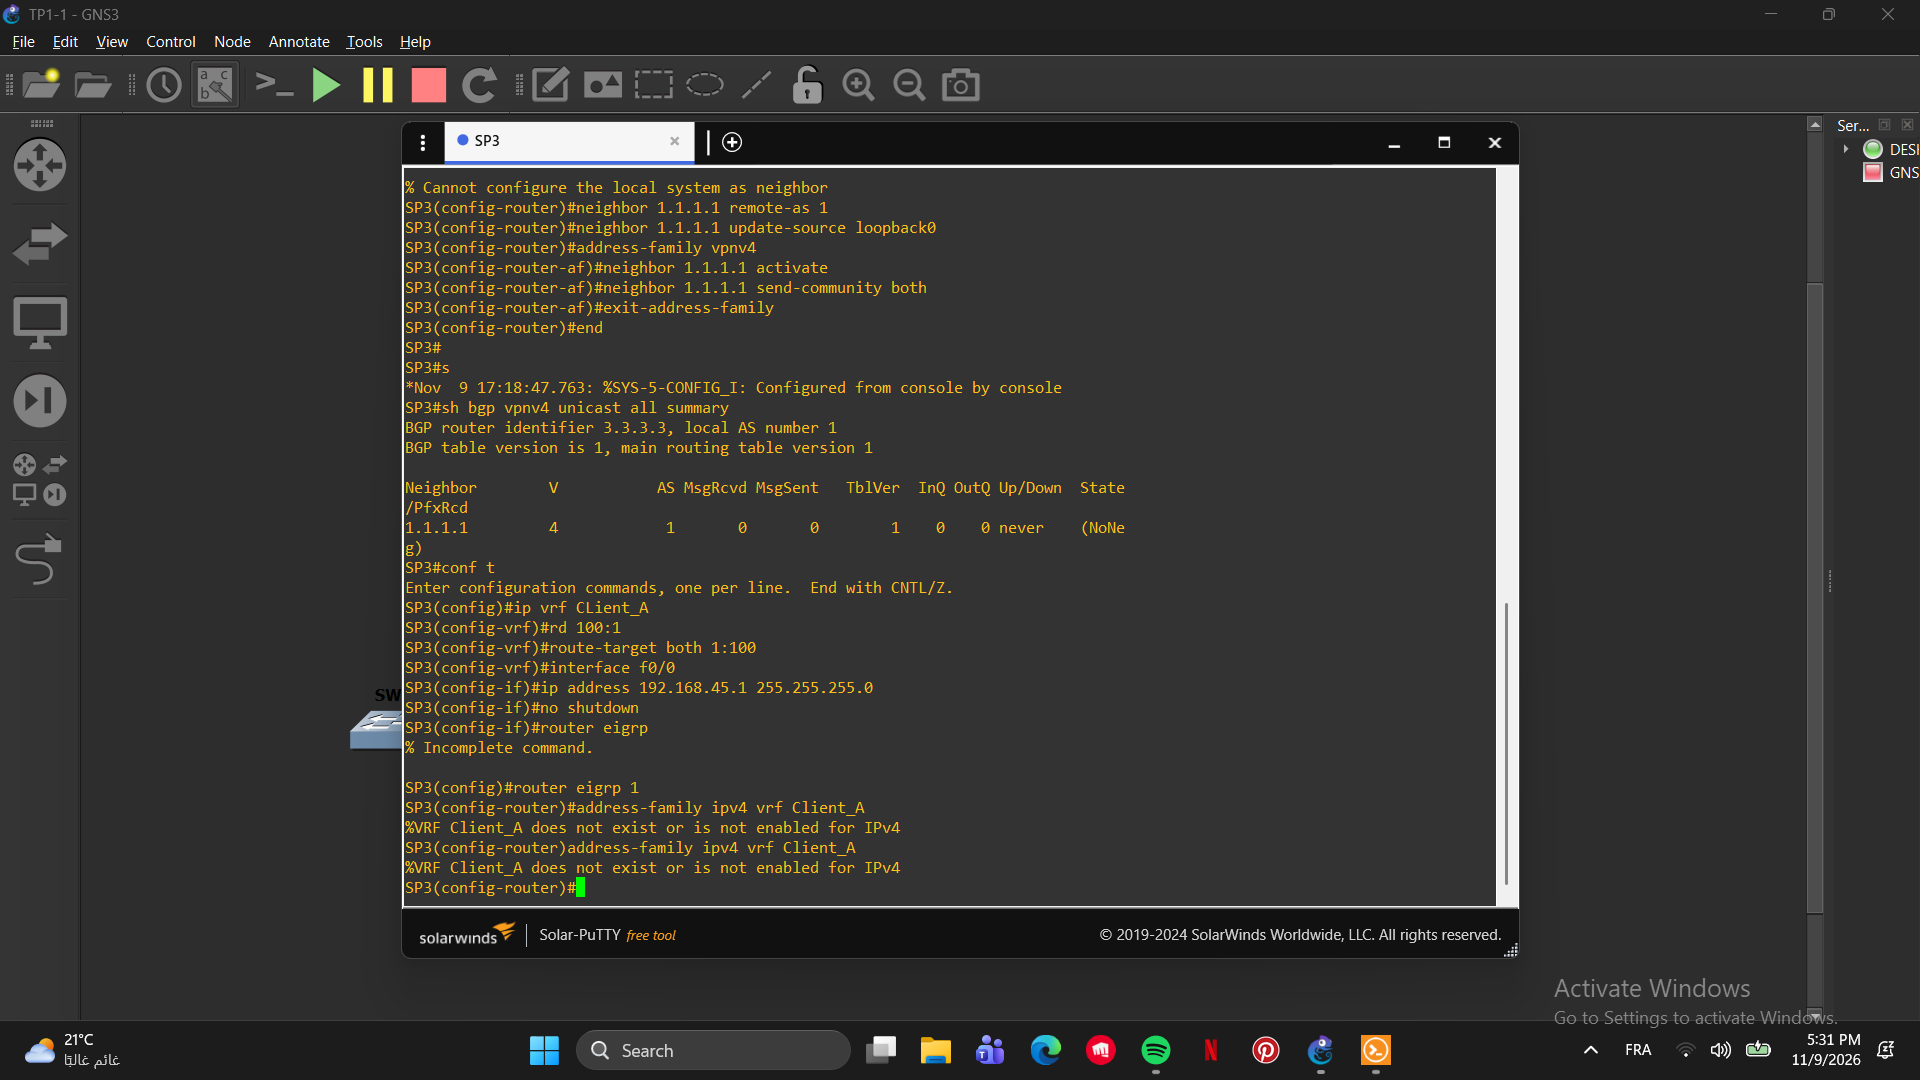 TP1-1 - GNS3
File Edit View Control Node Annotate Tools Help
a c
b
SP3
Ser...
DESI
GNS
% Cannot configure the local system as neighbor
SP3(config-router)#neighbor 1.1.1.1 remote-as 1
SP3(config-router)#neighbor 1.1.1.1 update-source loopback0
SP3(config-router)#address-family vpnv4
SP3(config-router-af)#neighbor 1.1.1.1 activate
SP3(config-router-af)#neighbor 1.1.1.1 send-community both
SP3(config-router-af)#exit-address-family
SP3(config-router)#end
SP3#
SP3#s
*Nov  9 17:18:47.763: %SYS-5-CONFIG_I: Configured from console by console
SP3#sh bgp vpnv4 unicast all summary
BGP router identifier 3.3.3.3, local AS number 1
BGP table version is 1, main routing table version 1
Neighbor        V           AS MsgRcvd MsgSent   TblVer  InQ OutQ Up/Down  State
/PfxRcd
1.1.1.1         4            1       0       0        1    0    0 never    (NoNe
g)
SP3#conf t
Enter configuration commands, one per line.  End with CNTL/Z.
SP3(config)#ip vrf CLient_A
SP3(config-vrf)#rd 100:1
SP3(config-vrf)#route-target both 1:100
SP3(config-vrf)#interface f0/0
SP3(config-if)#ip address 192.168.45.1 255.255.255.0
SP3(config-if)#no shutdown
SP3(config-if)#router eigrp
% Incomplete command.
SP3(config)#router eigrp 1
SP3(config-router)#address-family ipv4 vrf Client_A
%VRF Client_A does not exist or is not enabled for IPv4
SP3(config-router)address-family ipv4 vrf Client_A
%VRF Client_A does not exist or is not enabled for IPv4
SP3(config-router)#
SW
solarwinds Solar-PuTTY free tool © 2019-2024 SolarWinds Worldwide, LLC. All rights reserved.
Activate Windows
Go to Settings to activate Windows.
21°C
غائم غالبًا
Search
FRA
5:31 PM
11/9/2026